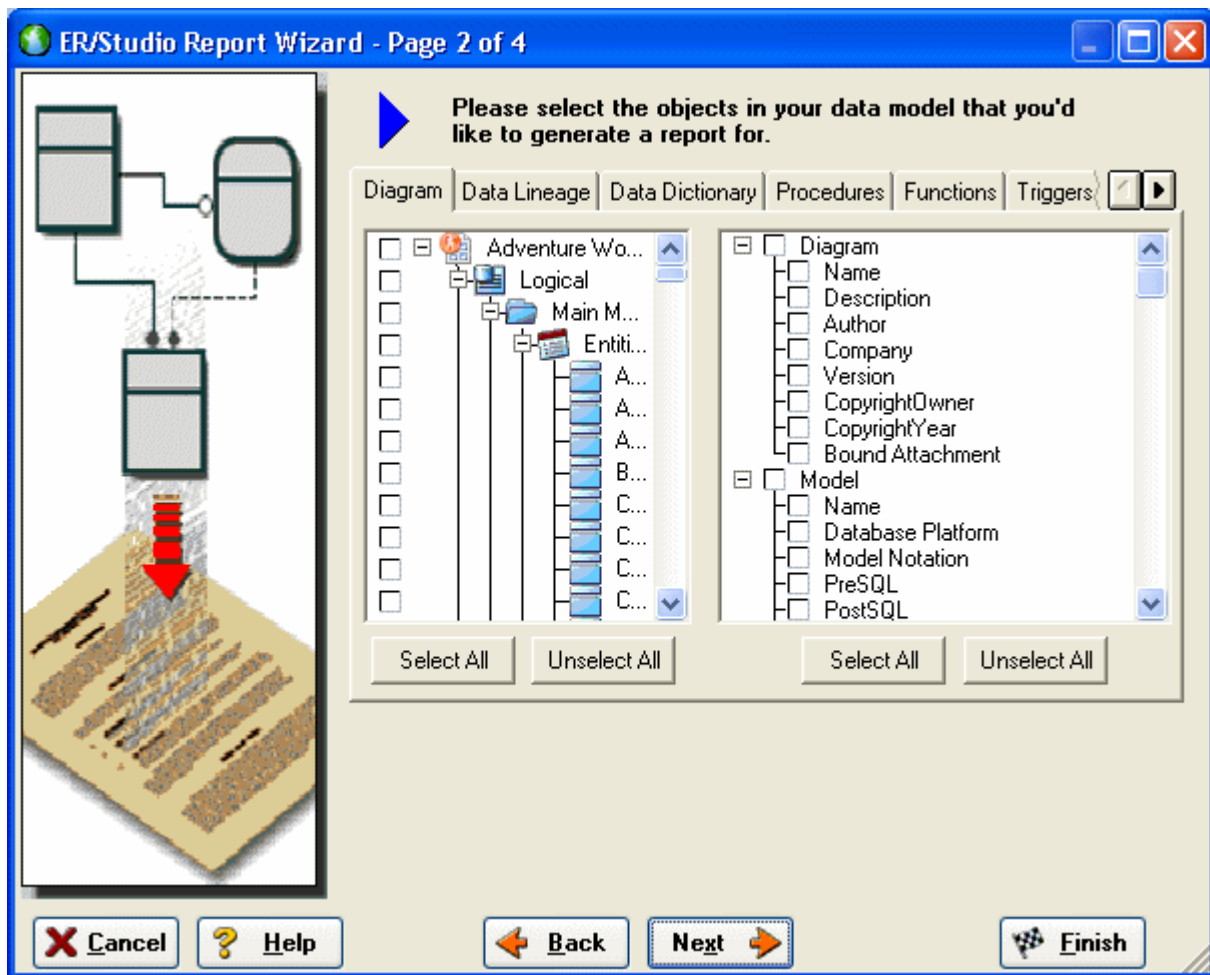 ER/Studio Report Wizard - Page 2 of 4
Please select the objects in your data model that you'd
like to generate a report for.
Diagram
Data Lineage
Data Dictionary
Procedures
Functions
Triggers
Adventure Wo...
Logical
Main M...
Entiti...
A...
A...
A...
B...
C...
C...
C...
C...
Diagram
Name
Description
Author
Company
Version
CopyrightOwner
CopyrightYear
Bound Attachment
Model
Name
Database Platform
Model Notation
PreSQL
PostSQL
Select All
Unselect All
Select All
Unselect All
Cancel
Help
Back
Next
Finish